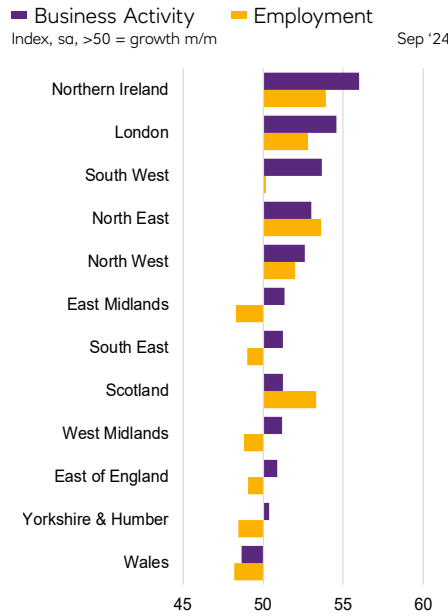 Business Activity Employment
Index, sa, >50 = growth m/m Sep ‘24
Northern Ireland
London
South West
North East
North West
East Midlands
South East
Scotland
West Midlands
East of England
Yorkshire & Humber
Wales
45 50 55 60